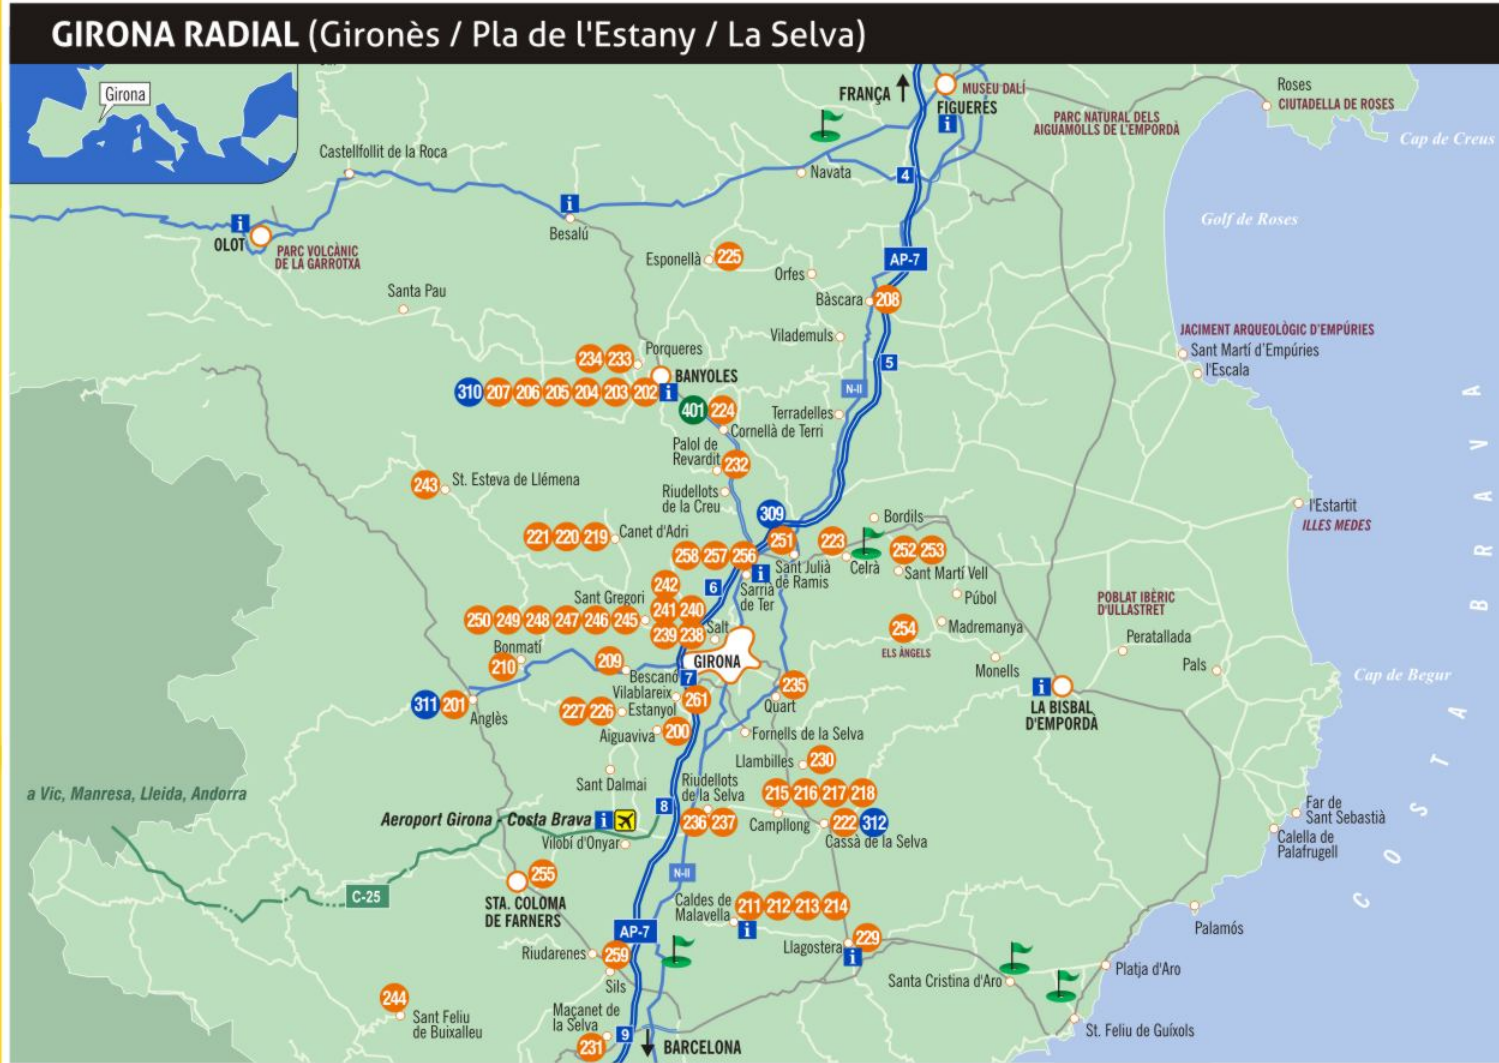 GIRONA RADIAL (Gironès / Pla de l'Estany / La Selva)
Girona
FRANÇA
MUSEU DALÍ
FIGUERES
i
PARC NATURAL DELS
AIGUAMOLLS DE L'EMPORDÀ
Roses
CIUTADELLA DE ROSES
Cap de Creus
Castellfollit de la Roca
Navata
4
i
Besalú
i
OLOT
PARC VOLCÀNIC
DE LA GARROTXA
Golf de Roses
Esponellà 225
Orfes
AP-7
Santa Pau
Bàscara 208
Vilademuls
JACIMENT ARQUEOLÒGIC D'EMPÚRIES
Sant Martí d'Empúries
l'Escala
234 233 Porqueres
5
BANYOLES
310 207 206 205 204 203 202 i
N-II
401 224
Terradelles
Cornellà de Terri
Palol de
Revardit 232
243 St. Esteva de Llémena
Riudellots
de la Creu
l'Estartit
ILLES MEDES
309
Bordils
221 220 219 Canet d'Adri
258 257 256 251 223 252 253
Celrà
Sant Martí Vell
i
Sant Julià
de Ramis
Sarrià
de Ter
6
242
Sant Gregori
241 240
Púbol
POBLAT IBÈRIC
D'ULLASTRET
250 249 248 247 246 245
239 238 Salt
254
ELS ÀNGELS
Madremanya
Peratallada
Bonmatí
210
209
GIRONA
Monells
Pals
Cap de Begur
Bescanó 7
Vilablareix 261
235
Quart
i
LA BISBAL
D'EMPORDÀ
311 201 Anglès
227 226 Estanyol
Aiguaviva 200
Fornells de la Selva
Llambilles 230
Sant Dalmai
Riudellots
de la Selva
215 216 217 218
a Vic, Manresa, Lleida, Andorra
Aeroport Girona - Costa Brava i
8
236 237
Campllong
222 312
Cassà de la Selva
Far de
Sant Sebastià
Calella de
Palafrugell
Vilobí d'Onyar
255
STA. COLOMA
DE FARNERS
C-25
N-II
Caldes de
Malavella
211 212 213 214
i
COSTA BRAVA
Palamós
AP-7
Llagostera 229
i
Riudarenes 259
Sils
Santa Cristina d'Aro
Platja d'Aro
244
Sant Feliu
de Buixalleu
Maçanet de
la Selva
231
9
BARCELONA
St. Feliu de Guíxols